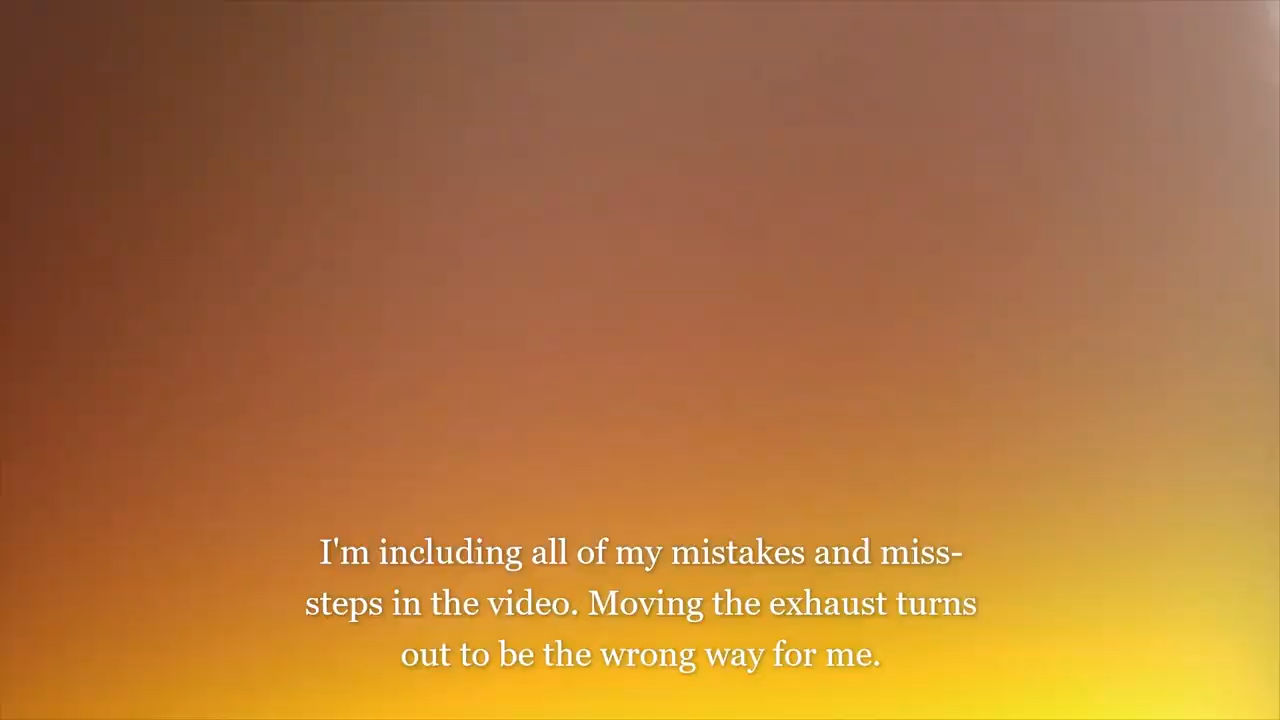 I'm including all of my mistakes and miss-
steps in the video. Moving the exhaust turns
out to be the wrong way for me.